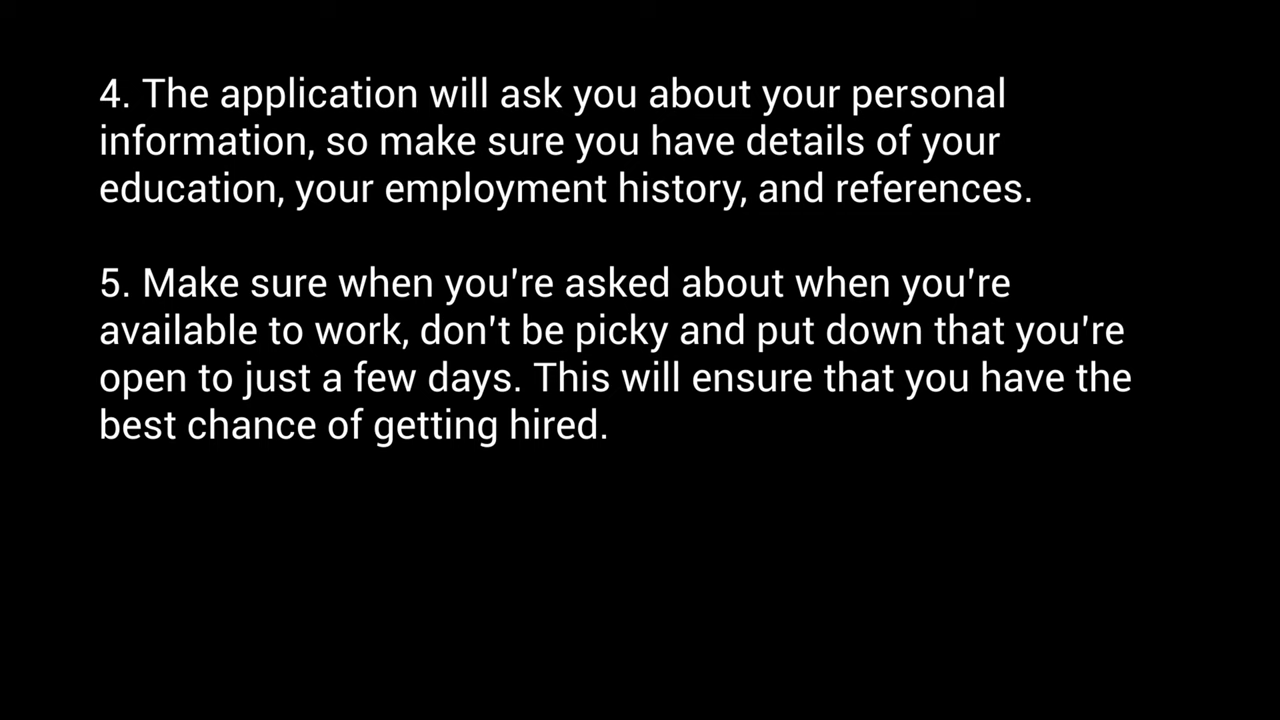 4. The application will ask you about your personal
information, so make sure you have details of your
education, your employment history, and references.
5. Make sure when you're asked about when you're
available to work, don't be picky and put down that you're
open to just a few days. This will ensure that you have the
best chance of getting hired.